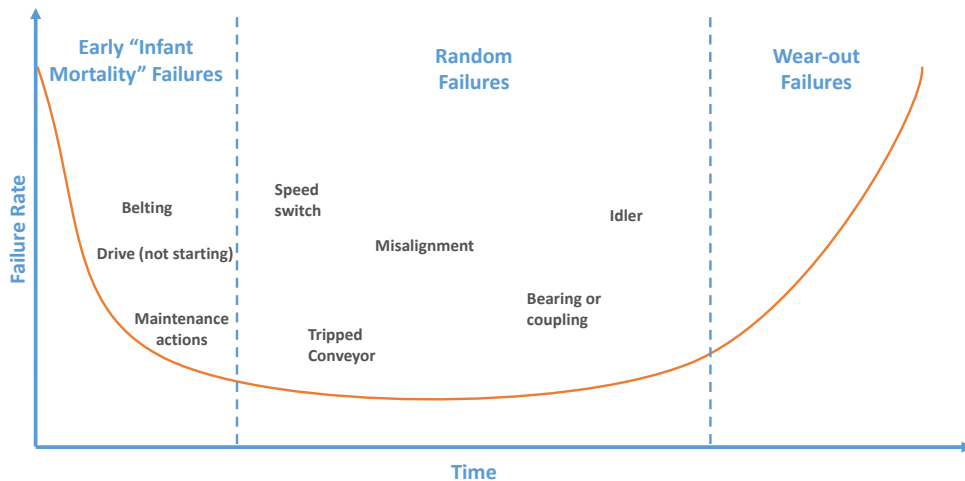 Early “Infant
Mortality” Failures
Random
Failures
Wear-out
Failures
Speed
switch
Belting
Idler
Misalignment
Drive (not starting)
Bearing or
coupling
Maintenance
actions
Tripped
Conveyor
Failure Rate
Time